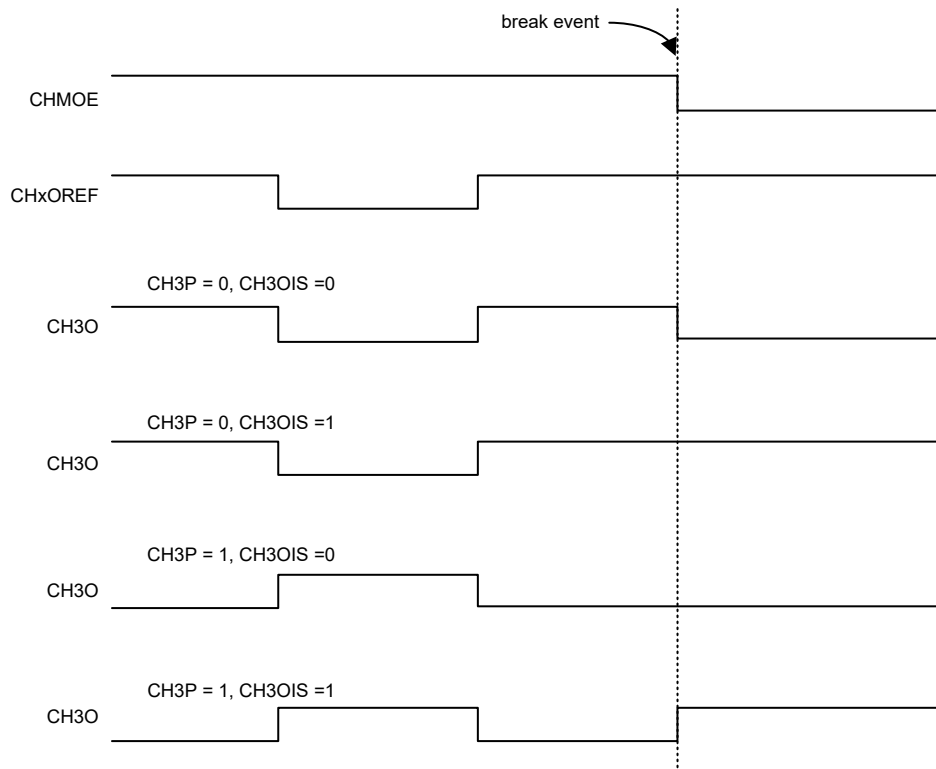 break event
CHMOE
CHxOREF
CH3P = 0, CH3OIS =0
CH3O
CH3P = 0, CH3OIS =1
CH3O
CH3P = 1, CH3OIS =0
CH3O
CH3P = 1, CH3OIS =1
CH3O